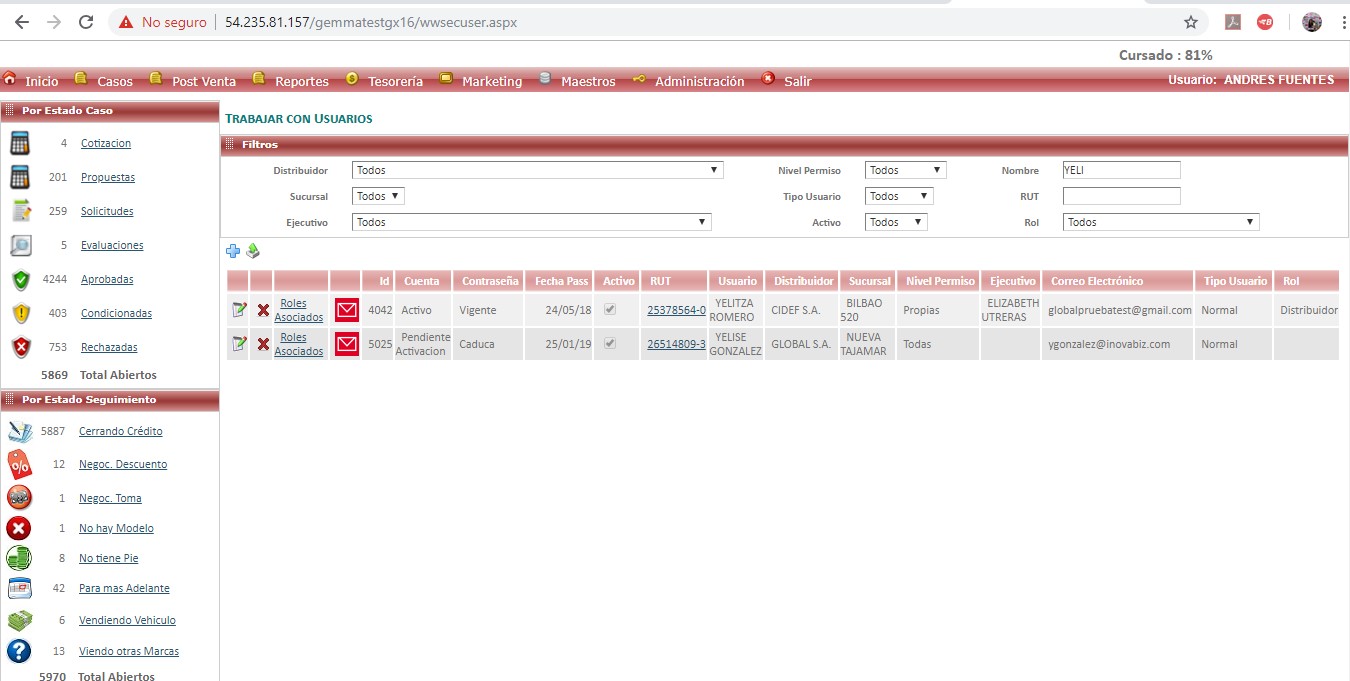 No seguro | 54.235.81.157/gemmatestgx16/wwsecuser.aspx
Cursado : 81%
Inicio Casos Post Venta Reportes Tesorería Marketing Maestros Administración Salir Usuario: ANDRES FUENTES
Por Estado Caso
4 Cotizacion
201 Propuestas
259 Solicitudes
5 Evaluaciones
4244 Aprobadas
403 Condicionadas
753 Rechazadas
5869 Total Abiertos
Por Estado Seguimiento
5887 Cerrando Crédito
12 Negoc. Descuento
1 Negoc. Toma
1 No hay Modelo
8 No tiene Pie
42 Para mas Adelante
6 Vendiendo Vehiculo
13 Viendo otras Marcas
5970 Total Abiertos
TRABAJAR CON USUARIOS
Filtros
Distribuidor Todos Nivel Permiso Todos Nombre YELI
Sucursal Todos Tipo Usuario Todos RUT
Ejecutivo Todos Activo Todos Rol Todos
Id Cuenta Contraseña Fecha Pass Activo RUT Usuario Distribuidor Sucursal Nivel Permiso Ejecutivo Correo Electrónico Tipo Usuario Rol
Roles Asociados 4042 Activo Vigente 24/05/18 25378564-0 YELITZA ROMERO CIDEF S.A. BILBAO 520 Propias ELIZABETH UTRERAS globalpruebatest@gmail.com Normal Distribuidor
Roles Asociados 5025 Pendiente Activacion Caduca 25/01/19 26514809-3 YELISE GONZALEZ GLOBAL S.A. NUEVA TAJAMAR Todas ygonzalez@inovabiz.com Normal